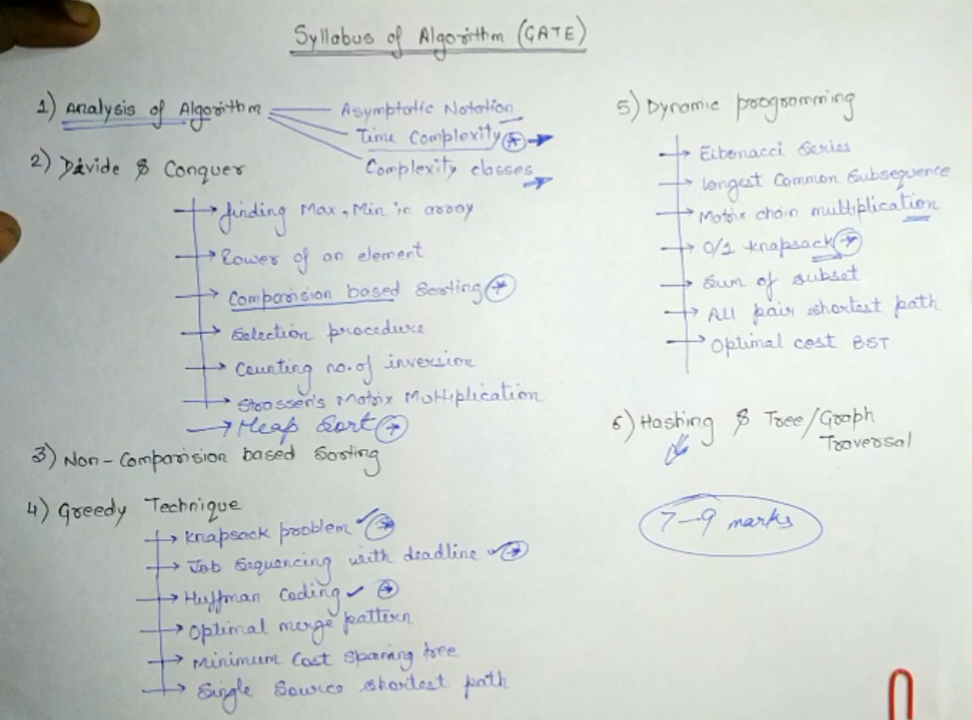 Syllabus of Algorithm (GATE)
1) Analysis of Algorithm
Asymptotic Notation
Time Complexity
Complexity classes
2) Divide & Conquer
finding Max, Min in array
Power of an element
Comparision based Sorting
Selection procedure
Counting no. of inversion
Strassen's Matrix Multiplication
Heap Sort
3) Non-Comparision based Sorting
4) Greedy Technique
Knapsack problem
Job Sequencing with deadline
Huffman Coding
Optimal merge pattern
Minimum Cost Spaning tree
Single Source shortest path
5) Dynamic programming
Fibonacci Series
Longest Common Subsequence
Matrix chain multiplication
0/1 knapsack
Sum of subset
All pair shortest path
Optimal cost BST
6) Hashing & Tree/Graph
Traversal
7-9 marks